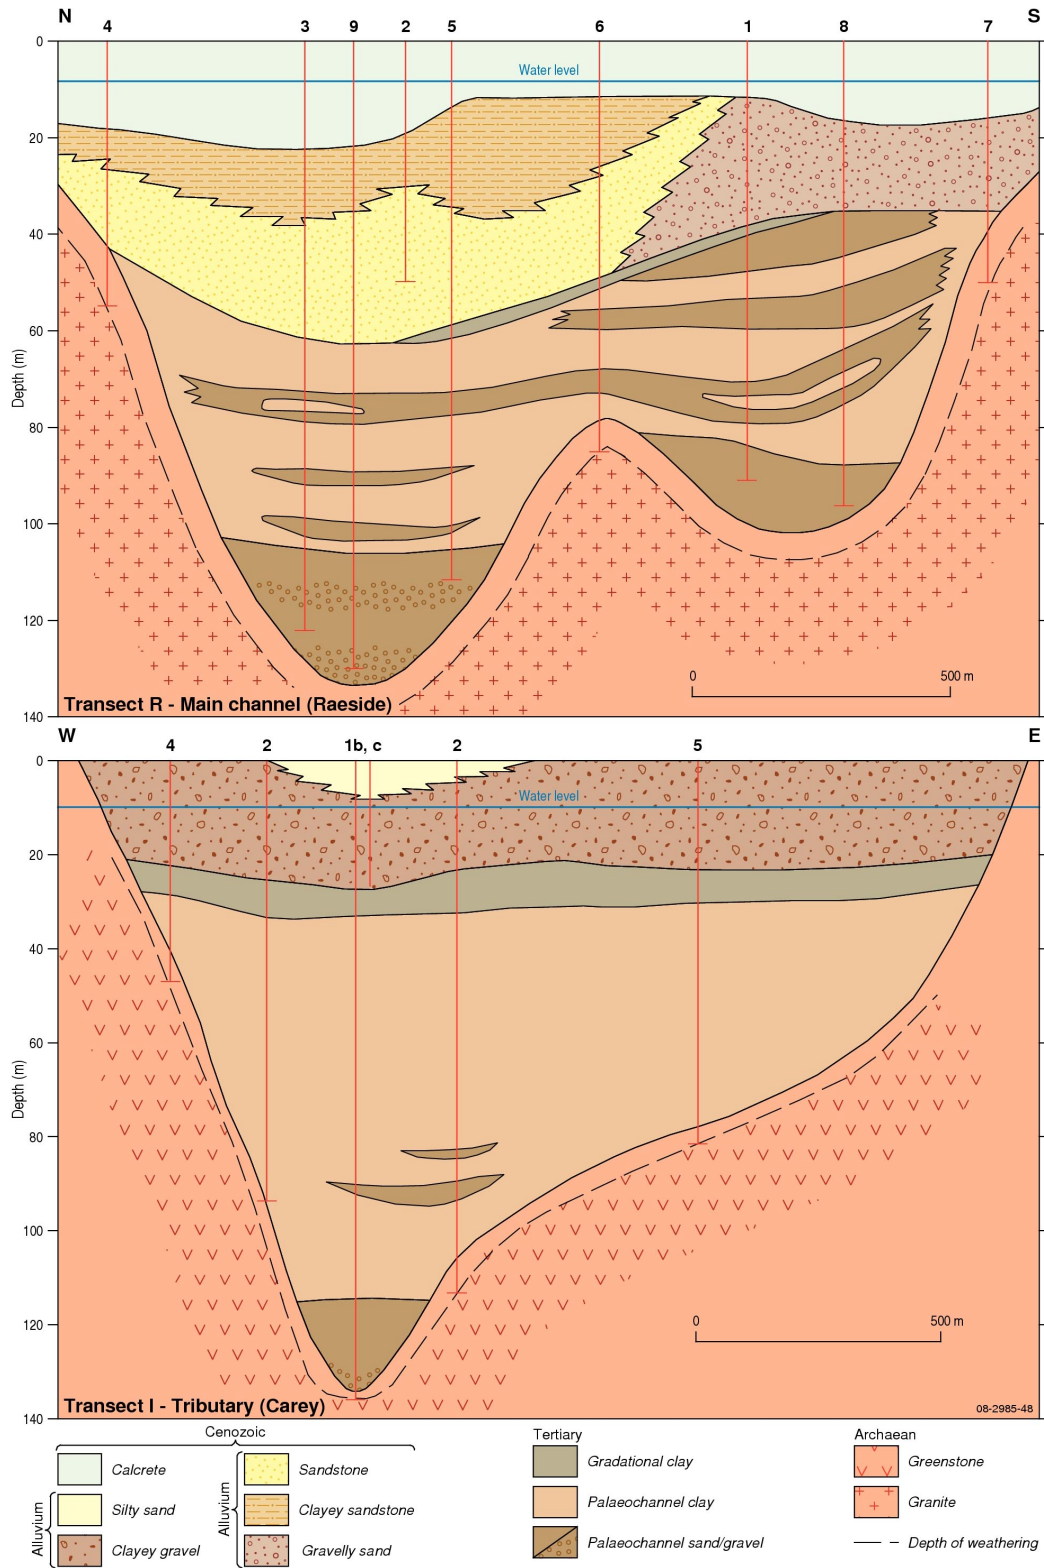 N S
4 3 9 2 5 6 1 8 7
0
Water level
20
40
60
Depth (m)
80
100
120
0 500 m
Transect R - Main channel (Raeside)
140
W E
4 2 1b, c 2 5
0
Water level
20
40
60
Depth (m)
80
100
120
0 500 m
Transect I - Tributary (Carey)
08-2985-48
140
Cenozoic
Calcrete
Alluvium
Silty sand
Clayey gravel
Alluvium
Sandstone
Clayey sandstone
Gravelly sand
Tertiary
Gradational clay
Palaeochannel clay
Palaeochannel sand/gravel
Archaean
Greenstone
Granite
Depth of weathering